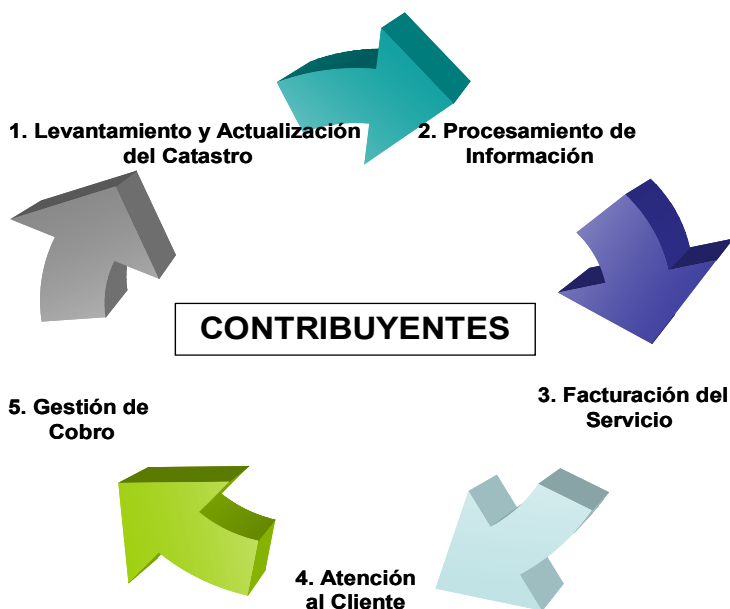 1. Levantamiento y Actualización
del Catastro
2. Procesamiento de
Información
CONTRIBUYENTES
3. Facturación del
Servicio
4. Atención
al Cliente
5. Gestión de
Cobro